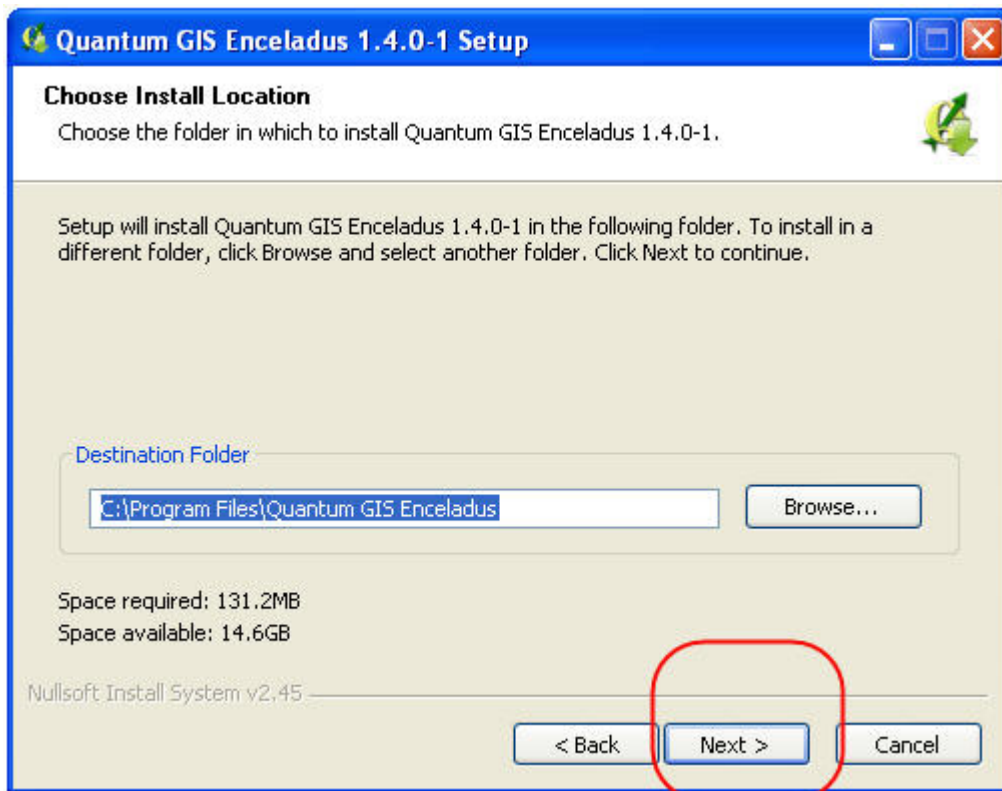 Quantum GIS Enceladus 1.4.0-1 Setup
Choose Install Location
Choose the folder in which to install Quantum GIS Enceladus 1.4.0-1.
Setup will install Quantum GIS Enceladus 1.4.0-1 in the following folder. To install in a
different folder, click Browse and select another folder. Click Next to continue.
Destination Folder
C:\Program Files\Quantum GIS Enceladus
Browse...
Space required: 131.2MB
Space available: 14.6GB
Nullsoft Install System v2.45
< Back
Next >
Cancel